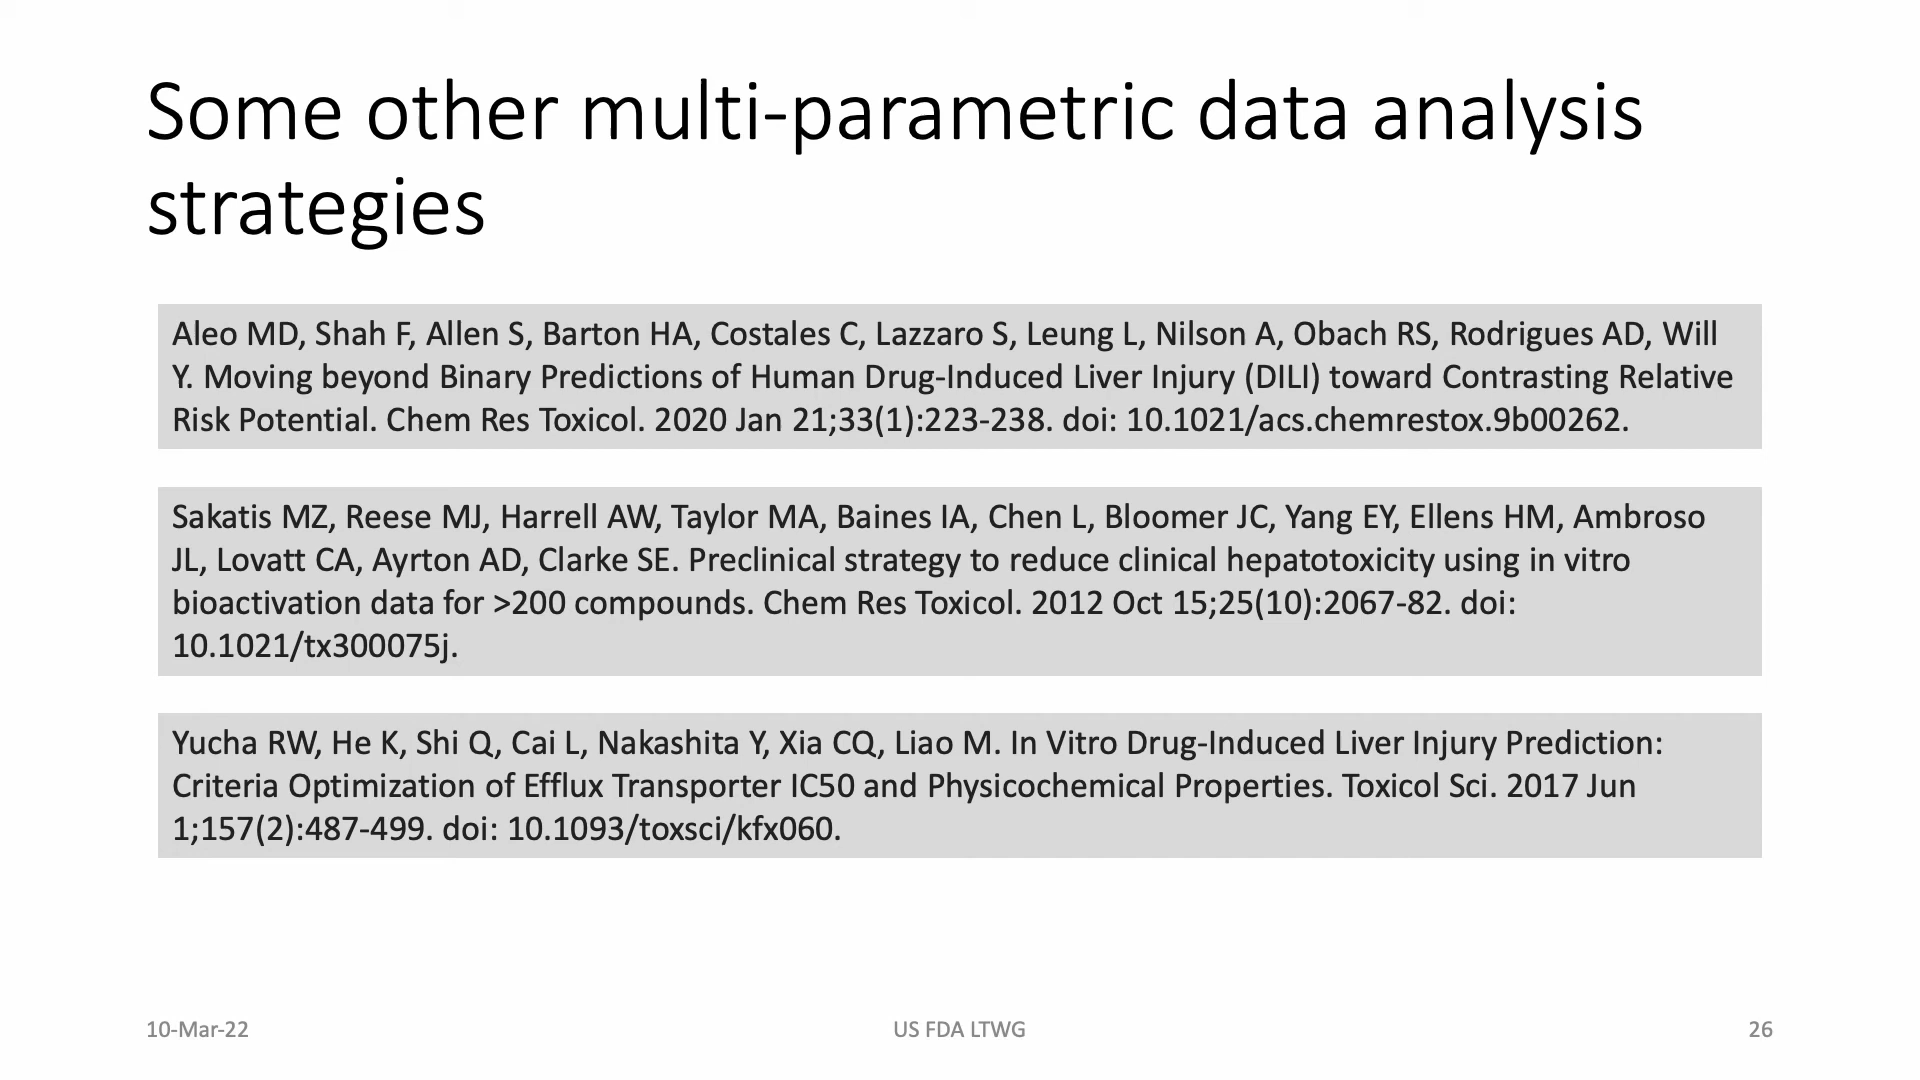 Some other multi-parametric data analysis
strategies
Aleo MD, Shah F, Allen S, Barton HA, Costales C, Lazzaro S, Leung L, Nilson A, Obach RS, Rodrigues AD, Will
Y. Moving beyond Binary Predictions of Human Drug-Induced Liver Injury (DILI) toward Contrasting Relative
Risk Potential. Chem Res Toxicol. 2020 Jan 21;33(1):223-238. doi: 10.1021/acs.chemrestox.9b00262.
Sakatis MZ, Reese MJ, Harrell AW, Taylor MA, Baines IA, Chen L, Bloomer JC, Yang EY, Ellens HM, Ambroso
JL, Lovatt CA, Ayrton AD, Clarke SE. Preclinical strategy to reduce clinical hepatotoxicity using in vitro
bioactivation data for >200 compounds. Chem Res Toxicol. 2012 Oct 15;25(10):2067-82. doi:
10.1021/tx300075j.
Yucha RW, He K, Shi Q, Cai L, Nakashita Y, Xia CQ, Liao M. In Vitro Drug-Induced Liver Injury Prediction:
Criteria Optimization of Efflux Transporter IC50 and Physicochemical Properties. Toxicol Sci. 2017 Jun
1;157(2):487-499. doi: 10.1093/toxsci/kfx060.
10-Mar-22
US FDA LTWG
26